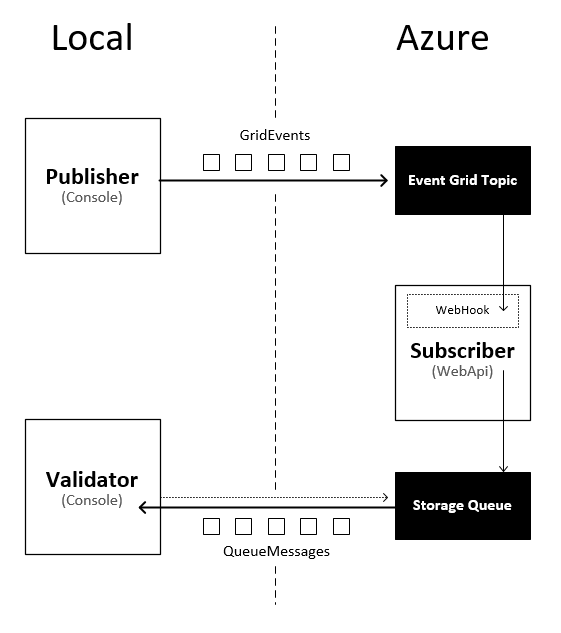 Local
Azure
GridEvents
Publisher
(Console)
Event Grid Topic
WebHook
Subscriber
(WebApi)
Validator
(Console)
Storage Queue
QueueMessages